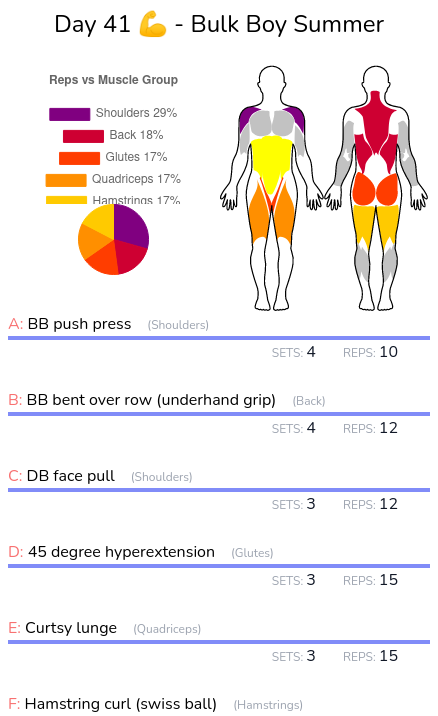 Day 41 💪 - Bulk Boy Summer
Reps vs Muscle Group
Shoulders 29%
Back 18%
Glutes 17%
Quadriceps 17%
Hamstrings 17%
A: BB push press (Shoulders)
SETS: 4 REPS: 10
B: BB bent over row (underhand grip) (Back)
SETS: 4 REPS: 12
C: DB face pull (Shoulders)
SETS: 3 REPS: 12
D: 45 degree hyperextension (Glutes)
SETS: 3 REPS: 15
E: Curtsy lunge (Quadriceps)
SETS: 3 REPS: 15
F: Hamstring curl (swiss ball) (Hamstrings)